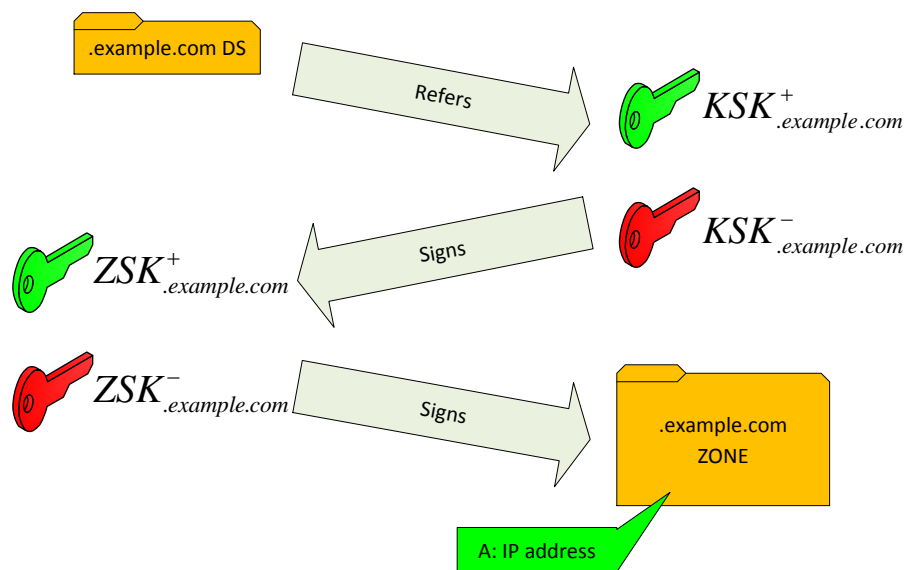 .example.com DS
Refers
KSK⁺.example.com
KSK⁻.example.com
Signs
ZSK⁺.example.com
ZSK⁻.example.com
Signs
.example.com
ZONE
A: IP address